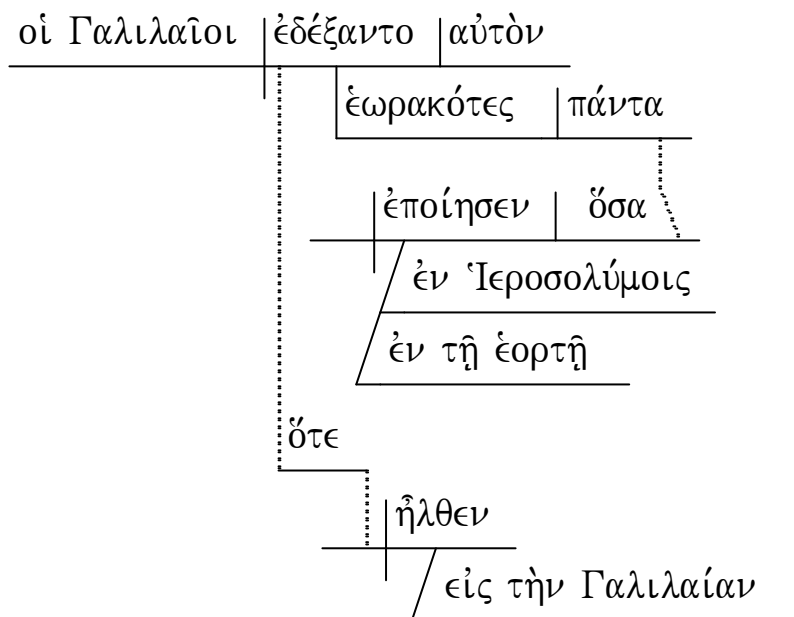 οἱ Γαλιλαῖοι ἐδέξαντο αὐτὸν
ἑωρακότες πάντα
ἐποίησεν ὅσα
ἐν Ἱεροσολύμοις
ἐν τῇ ἑορτῇ
ὅτε
ἦλθεν
εἰς τὴν Γαλιλαίαν